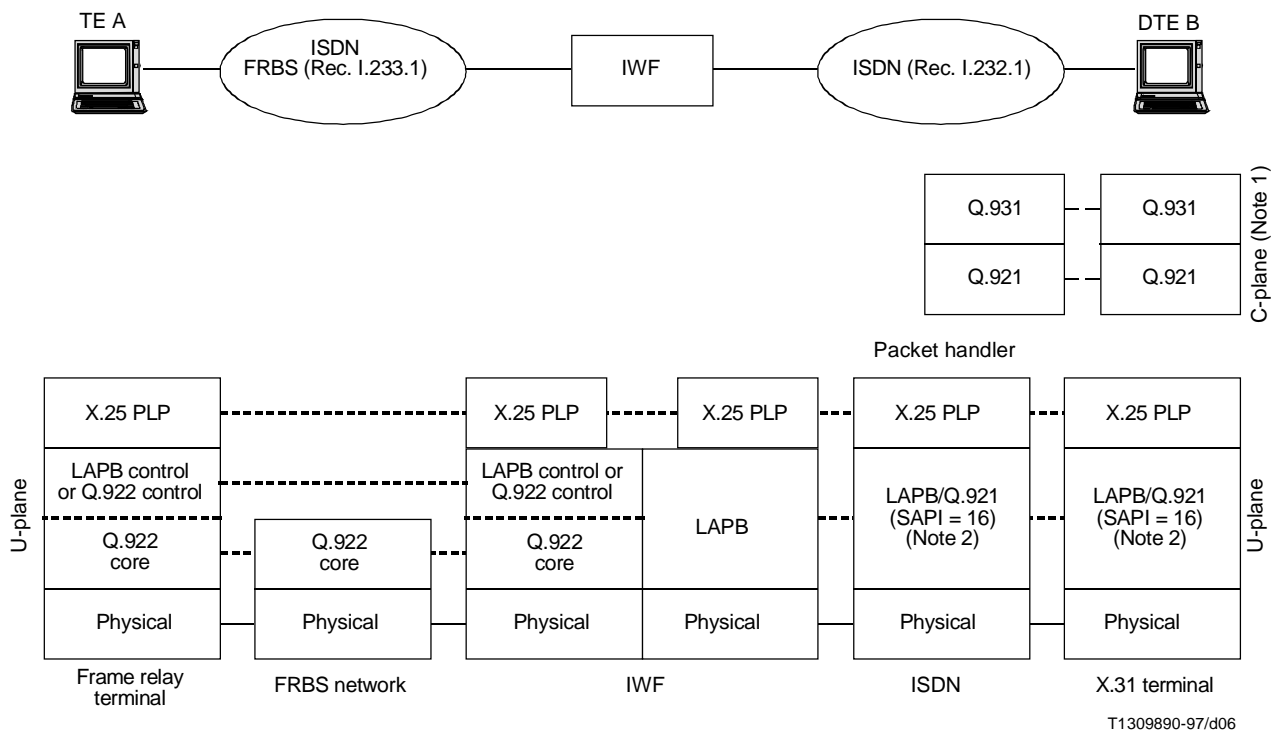 TE A
DTE B
ISDN
FRBS (Rec. I.233.1)
IWF
ISDN (Rec. I.232.1)
Q.931
Q.931
Q.921
Q.921
C-plane (Note 1)
Packet handler
X.25 PLP
X.25 PLP
X.25 PLP
X.25 PLP
X.25 PLP
U-plane
LAPB control
or Q.922 control
LAPB control or
Q.922 control
LAPB
LAPB/Q.921
(SAPI = 16)
(Note 2)
LAPB/Q.921
(SAPI = 16)
(Note 2)
U-plane
Q.922
core
Q.922
core
Q.922
core
Physical
Physical
Physical
Physical
Physical
Physical
Frame relay
terminal
FRBS network
IWF
ISDN
X.31 terminal
T1309890-97/d06